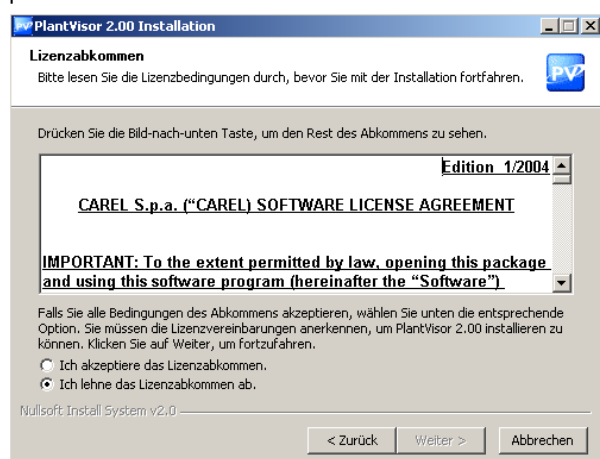 PlantVisor 2.00 Installation
Lizenzabkommen
Bitte lesen Sie die Lizenzbedingungen durch, bevor Sie mit der Installation fortfahren.
PV
Drücken Sie die Bild-nach-unten Taste, um den Rest des Abkommens zu sehen.
Edition 1/2004
CAREL S.p.a. (“CAREL) SOFTWARE LICENSE AGREEMENT
IMPORTANT: To the extent permitted by law, opening this package
and using this software program (hereinafter the “Software”)
Falls Sie alle Bedingungen des Abkommens akzeptieren, wählen Sie unten die entsprechende
Option. Sie müssen die Lizenzvereinbarungen anerkennen, um PlantVisor 2.00 installieren zu
können. Klicken Sie auf Weiter, um fortzufahren.
Ich akzeptiere das Lizenzabkommen.
Ich lehne das Lizenzabkommen ab.
Nullsoft Install System v2.0
< Zurück
Weiter >
Abbrechen